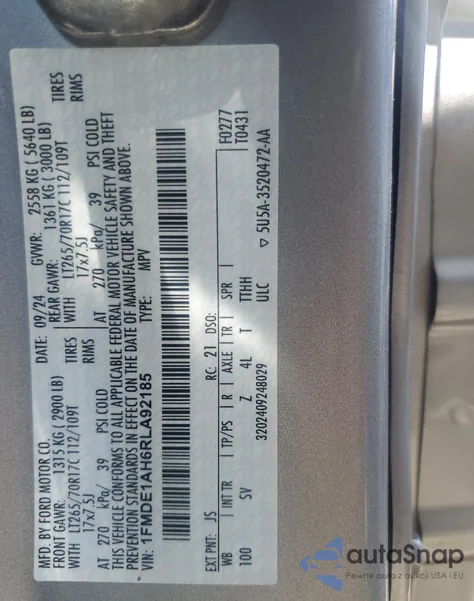 MFD. BY FORD MOTOR CO.
DATE: 09/24 GVWR: 2558 KG ( 5640 LB)
FRONT GAWR: 1315 KG ( 2900 LB)
REAR GAWR: 1361 KG ( 3000 LB)
WITH LT265/70R17C 112/109T TIRES
WITH LT265/70R17C 112/109T TIRES
17x7.5J RIMS
17x7.5J RIMS
AT 270 kPa/ 39 PSI COLD
AT 270 kPa/ 39 PSI COLD
THIS VEHICLE CONFORMS TO ALL APPLICABLE FEDERAL MOTOR VEHICLE SAFETY AND THEFT
PREVENTION STANDARDS IN EFFECT ON THE DATE OF MANUFACTURE SHOWN ABOVE.
VIN: 1FMDE1AH6RLA92185
TYPE: MPV
F0277
T0431
EXT PNT: JS RC: 21 DSO:
WB INT TR TP/PS R AXLE TR SPR
100 SV Z 4L T TTHH
ULC
3202409248029
▽ 5U5A-3520472-AA
autoSnap
Autoaukcje z USA i EU